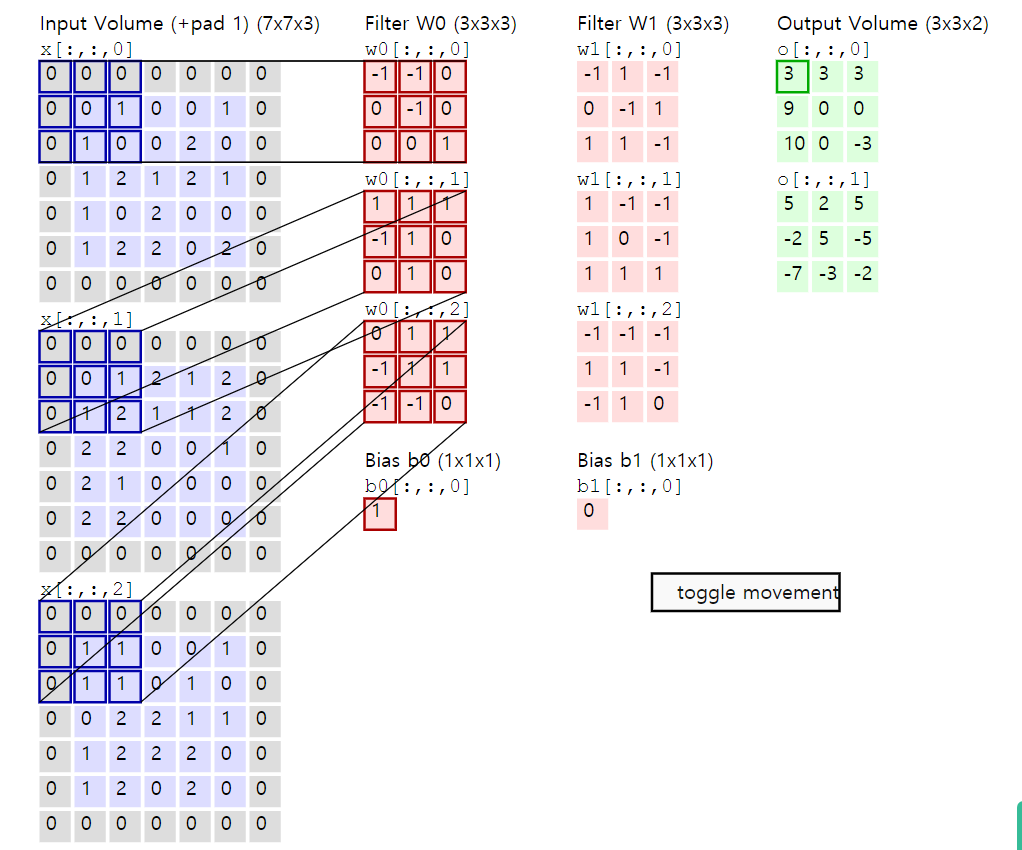 Input Volume (+pad 1) (7x7x3)
x[:,:,0]
0 0 0 0 0 0 0
0 0 1 0 0 1 0
0 1 0 0 2 0 0
0 1 2 1 2 1 0
0 1 0 2 0 0 0
0 1 2 2 0 2 0
0 0 0 0 0 0 0
x[:,:,1]
0 0 0 0 0 0 0
0 0 1 2 1 2 0
0 1 2 1 1 2 0
0 2 2 0 0 1 0
0 2 1 0 0 0 0
0 2 2 0 0 0 0
0 0 0 0 0 0 0
x[:,:,2]
0 0 0 0 0 0 0
0 1 1 0 0 1 0
0 1 1 0 1 0 0
0 0 2 2 1 1 0
0 1 2 2 2 0 0
0 1 2 0 2 0 0
0 0 0 0 0 0 0
Filter W0 (3x3x3)
w0[:,:,0]
-1 -1 0
0 -1 0
0 0 1
w0[:,:,1]
1 1 1
-1 1 0
0 1 0
w0[:,:,2]
0 1 1
-1 1 1
-1 -1 0
Bias b0 (1x1x1)
b0[:,:,0]
1
Filter W1 (3x3x3)
w1[:,:,0]
-1 1 -1
0 -1 1
1 1 -1
w1[:,:,1]
1 -1 -1
1 0 -1
1 1 1
w1[:,:,2]
-1 -1 -1
1 1 -1
-1 1 0
Bias b1 (1x1x1)
b1[:,:,0]
0
Output Volume (3x3x2)
o[:,:,0]
3 3 3
9 0 0
10 0 -3
o[:,:,1]
5 2 5
-2 5 -5
-7 -3 -2
toggle movement